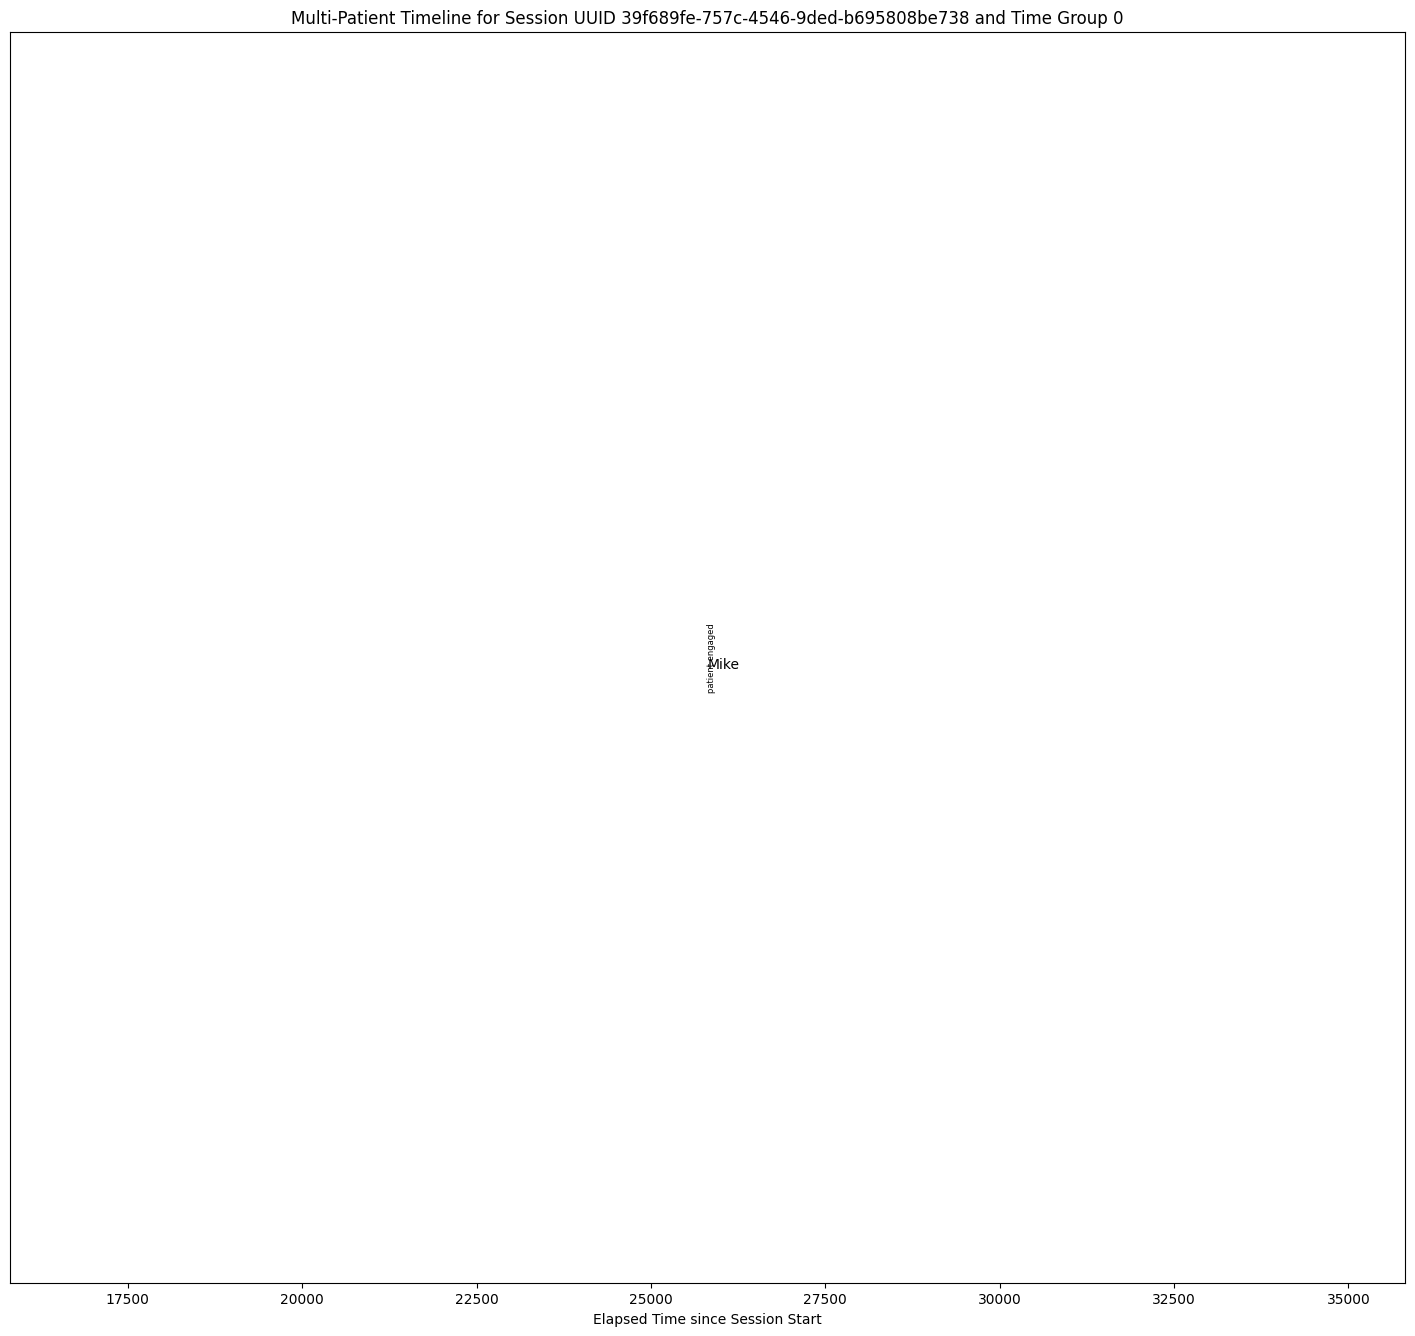 Multi-Patient Timeline for Session UUID 39f689fe-757c-4546-9ded-b695808be738 and Time Group 0
patient engaged
Mike
17500 20000 22500 25000 27500 30000 32500 35000
Elapsed Time since Session Start